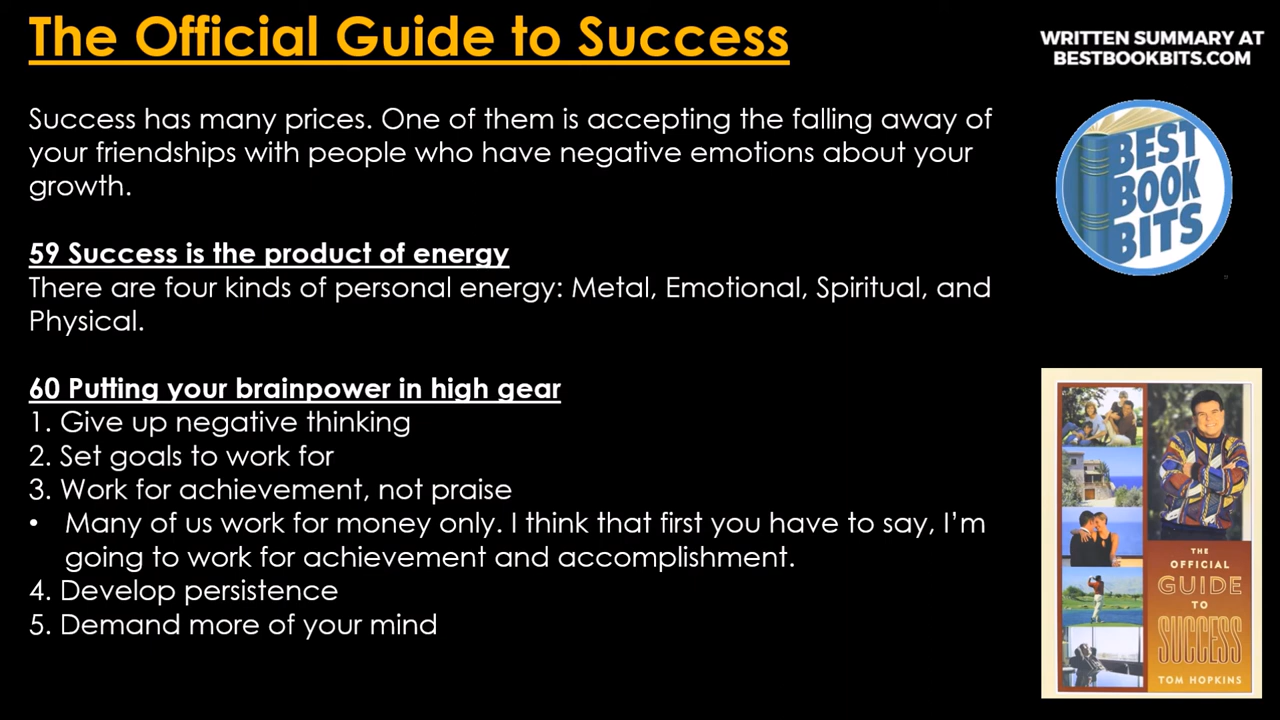 The Official Guide to Success
WRITTEN SUMMARY AT
BESTBOOKBITS.COM
Success has many prices. One of them is accepting the falling away of
your friendships with people who have negative emotions about your
growth.
59 Success is the product of energy
There are four kinds of personal energy: Metal, Emotional, Spiritual, and
Physical.
60 Putting your brainpower in high gear
1. Give up negative thinking
2. Set goals to work for
3. Work for achievement, not praise
• Many of us work for money only. I think that first you have to say, I’m
going to work for achievement and accomplishment.
4. Develop persistence
5. Demand more of your mind
BEST
BOOK
BITS
THE
OFFICIAL
GUIDE
TO
SUCCESS
TOM HOPKINS